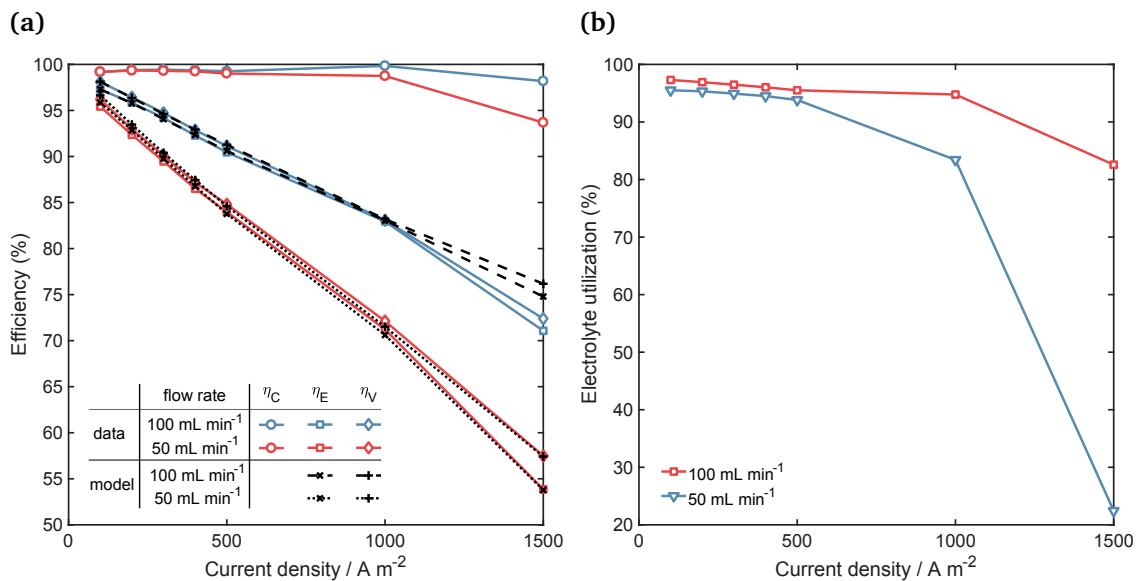 (a)
100
95
90
85
80
75
70
65
60
55
50
Efficiency (%)
0
500
1000
1500
Current density / A m-2
flow rate ηC ηE ηV
data 100 mL min-1
50 mL min-1
model 100 mL min-1
50 mL min-1
(b)
100
90
80
70
60
50
40
30
20
Electrolyte utilization (%)
0
500
1000
1500
Current density / A m-2
100 mL min-1
50 mL min-1